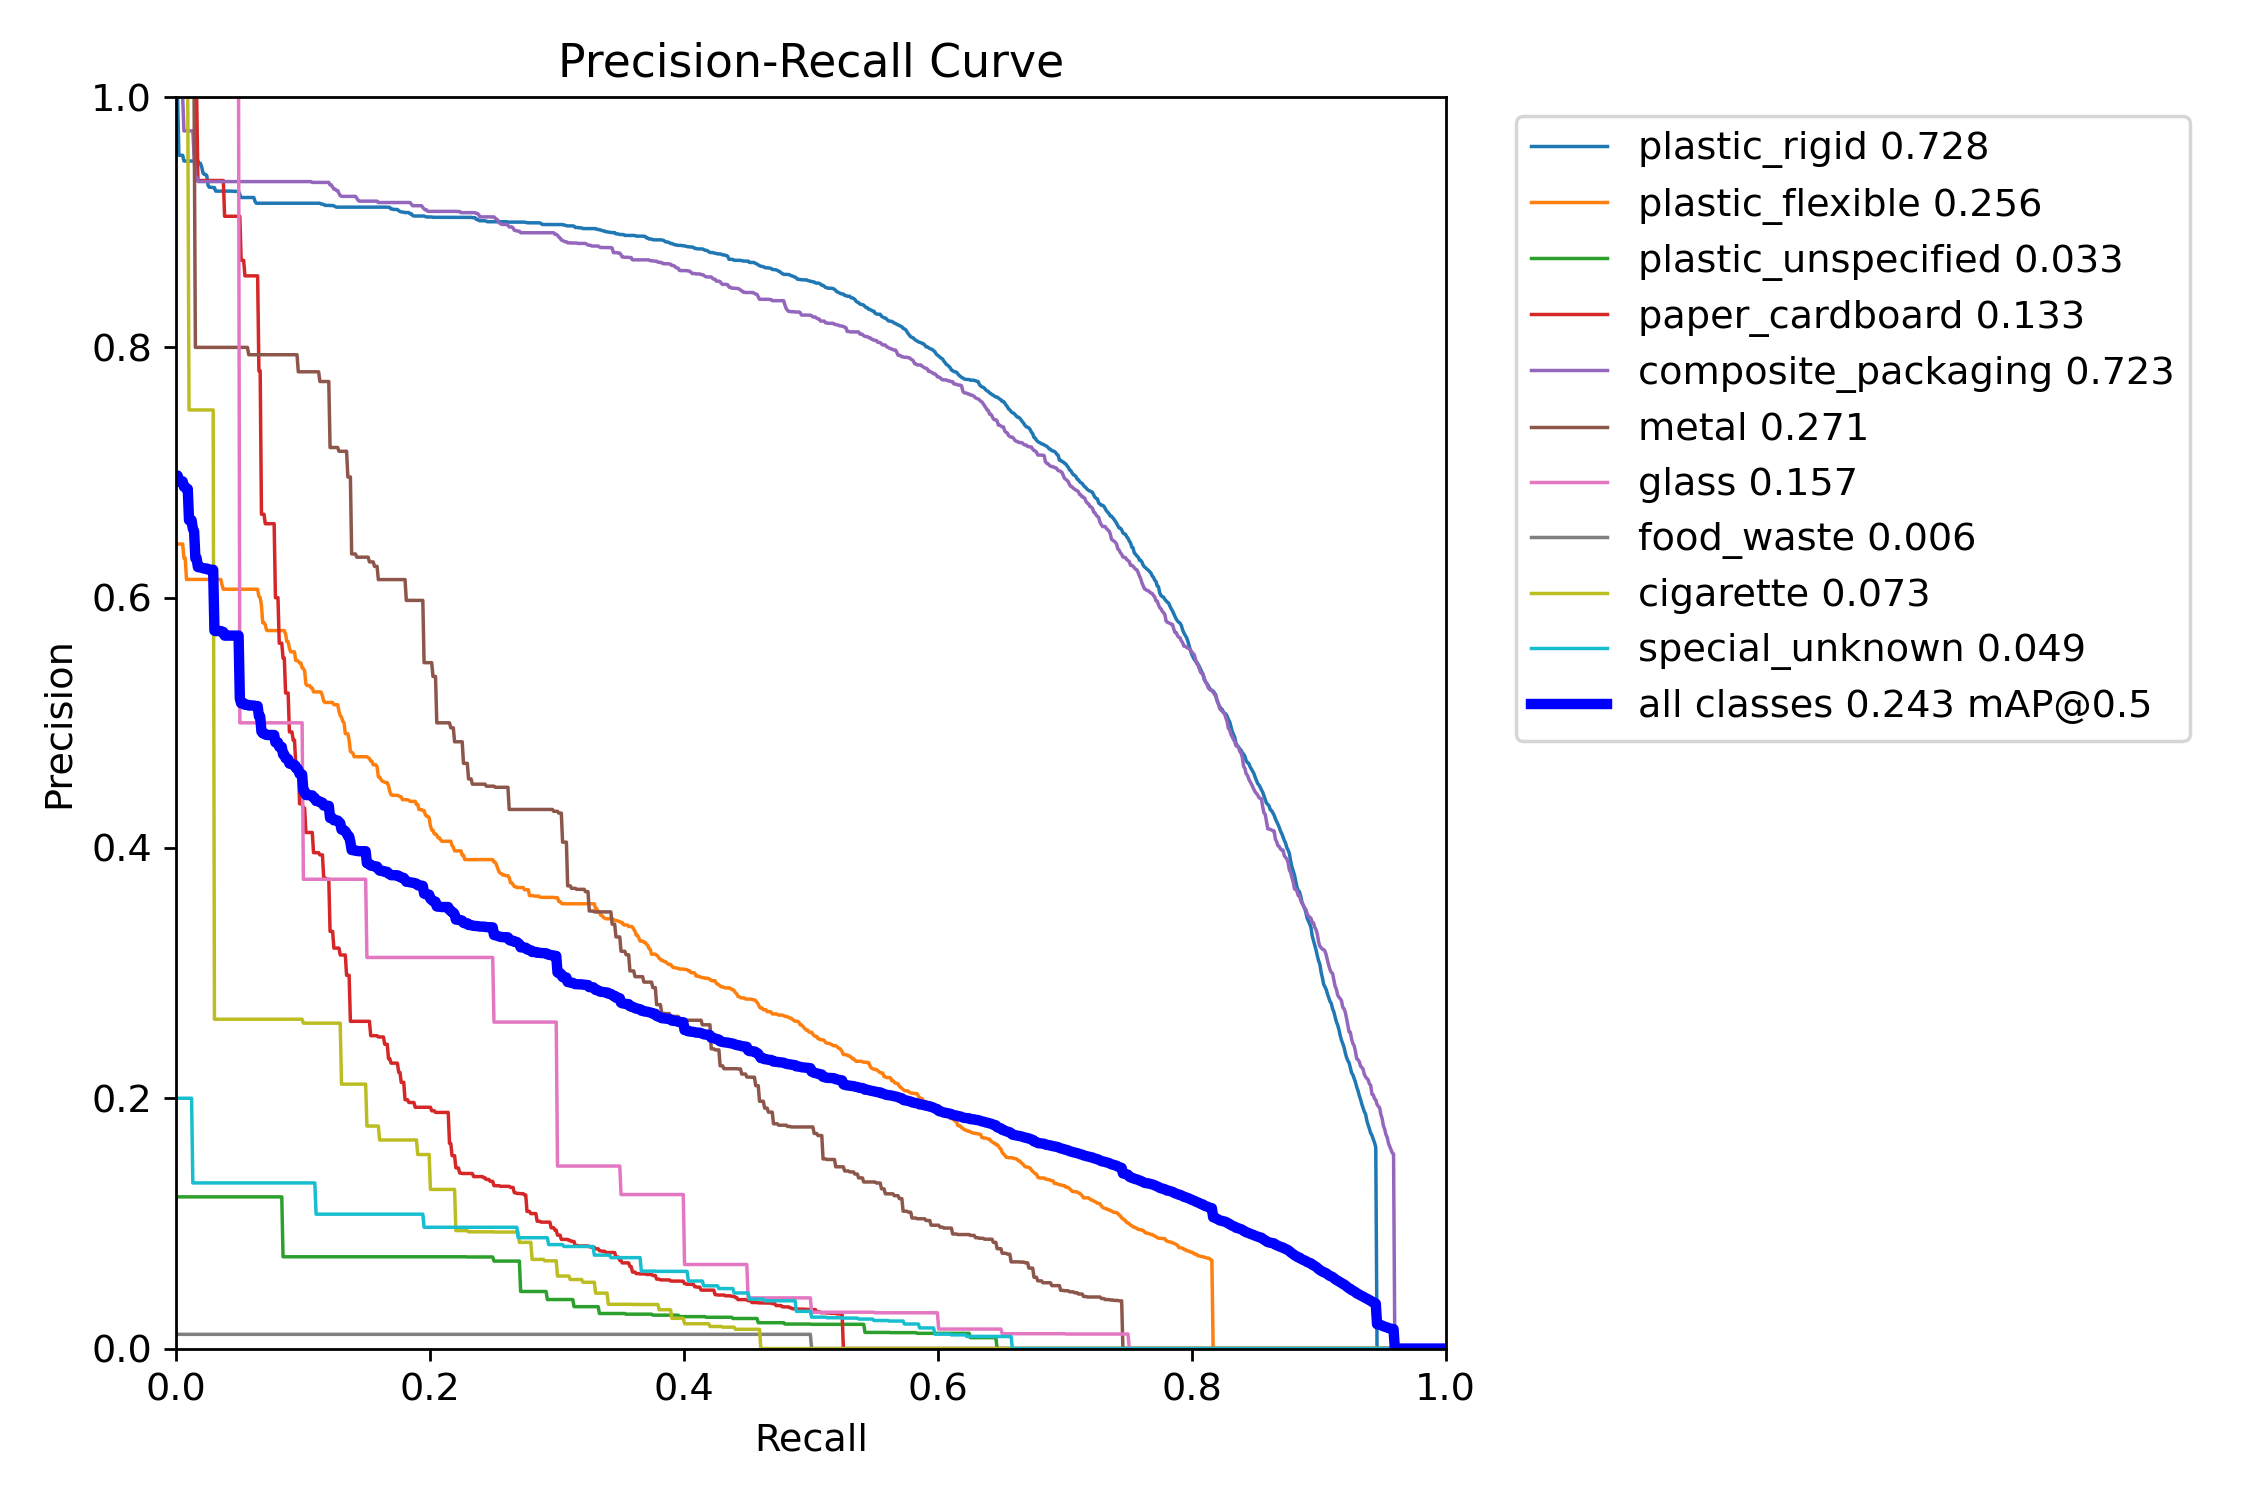 Precision-Recall Curve
1.0
0.8
0.6
0.4
0.2
0.0
Precision
0.0 0.2 0.4 0.6 0.8 1.0
Recall
plastic_rigid 0.728
plastic_flexible 0.256
plastic_unspecified 0.033
paper_cardboard 0.133
composite_packaging 0.723
metal 0.271
glass 0.157
food_waste 0.006
cigarette 0.073
special_unknown 0.049
all classes 0.243 mAP@0.5